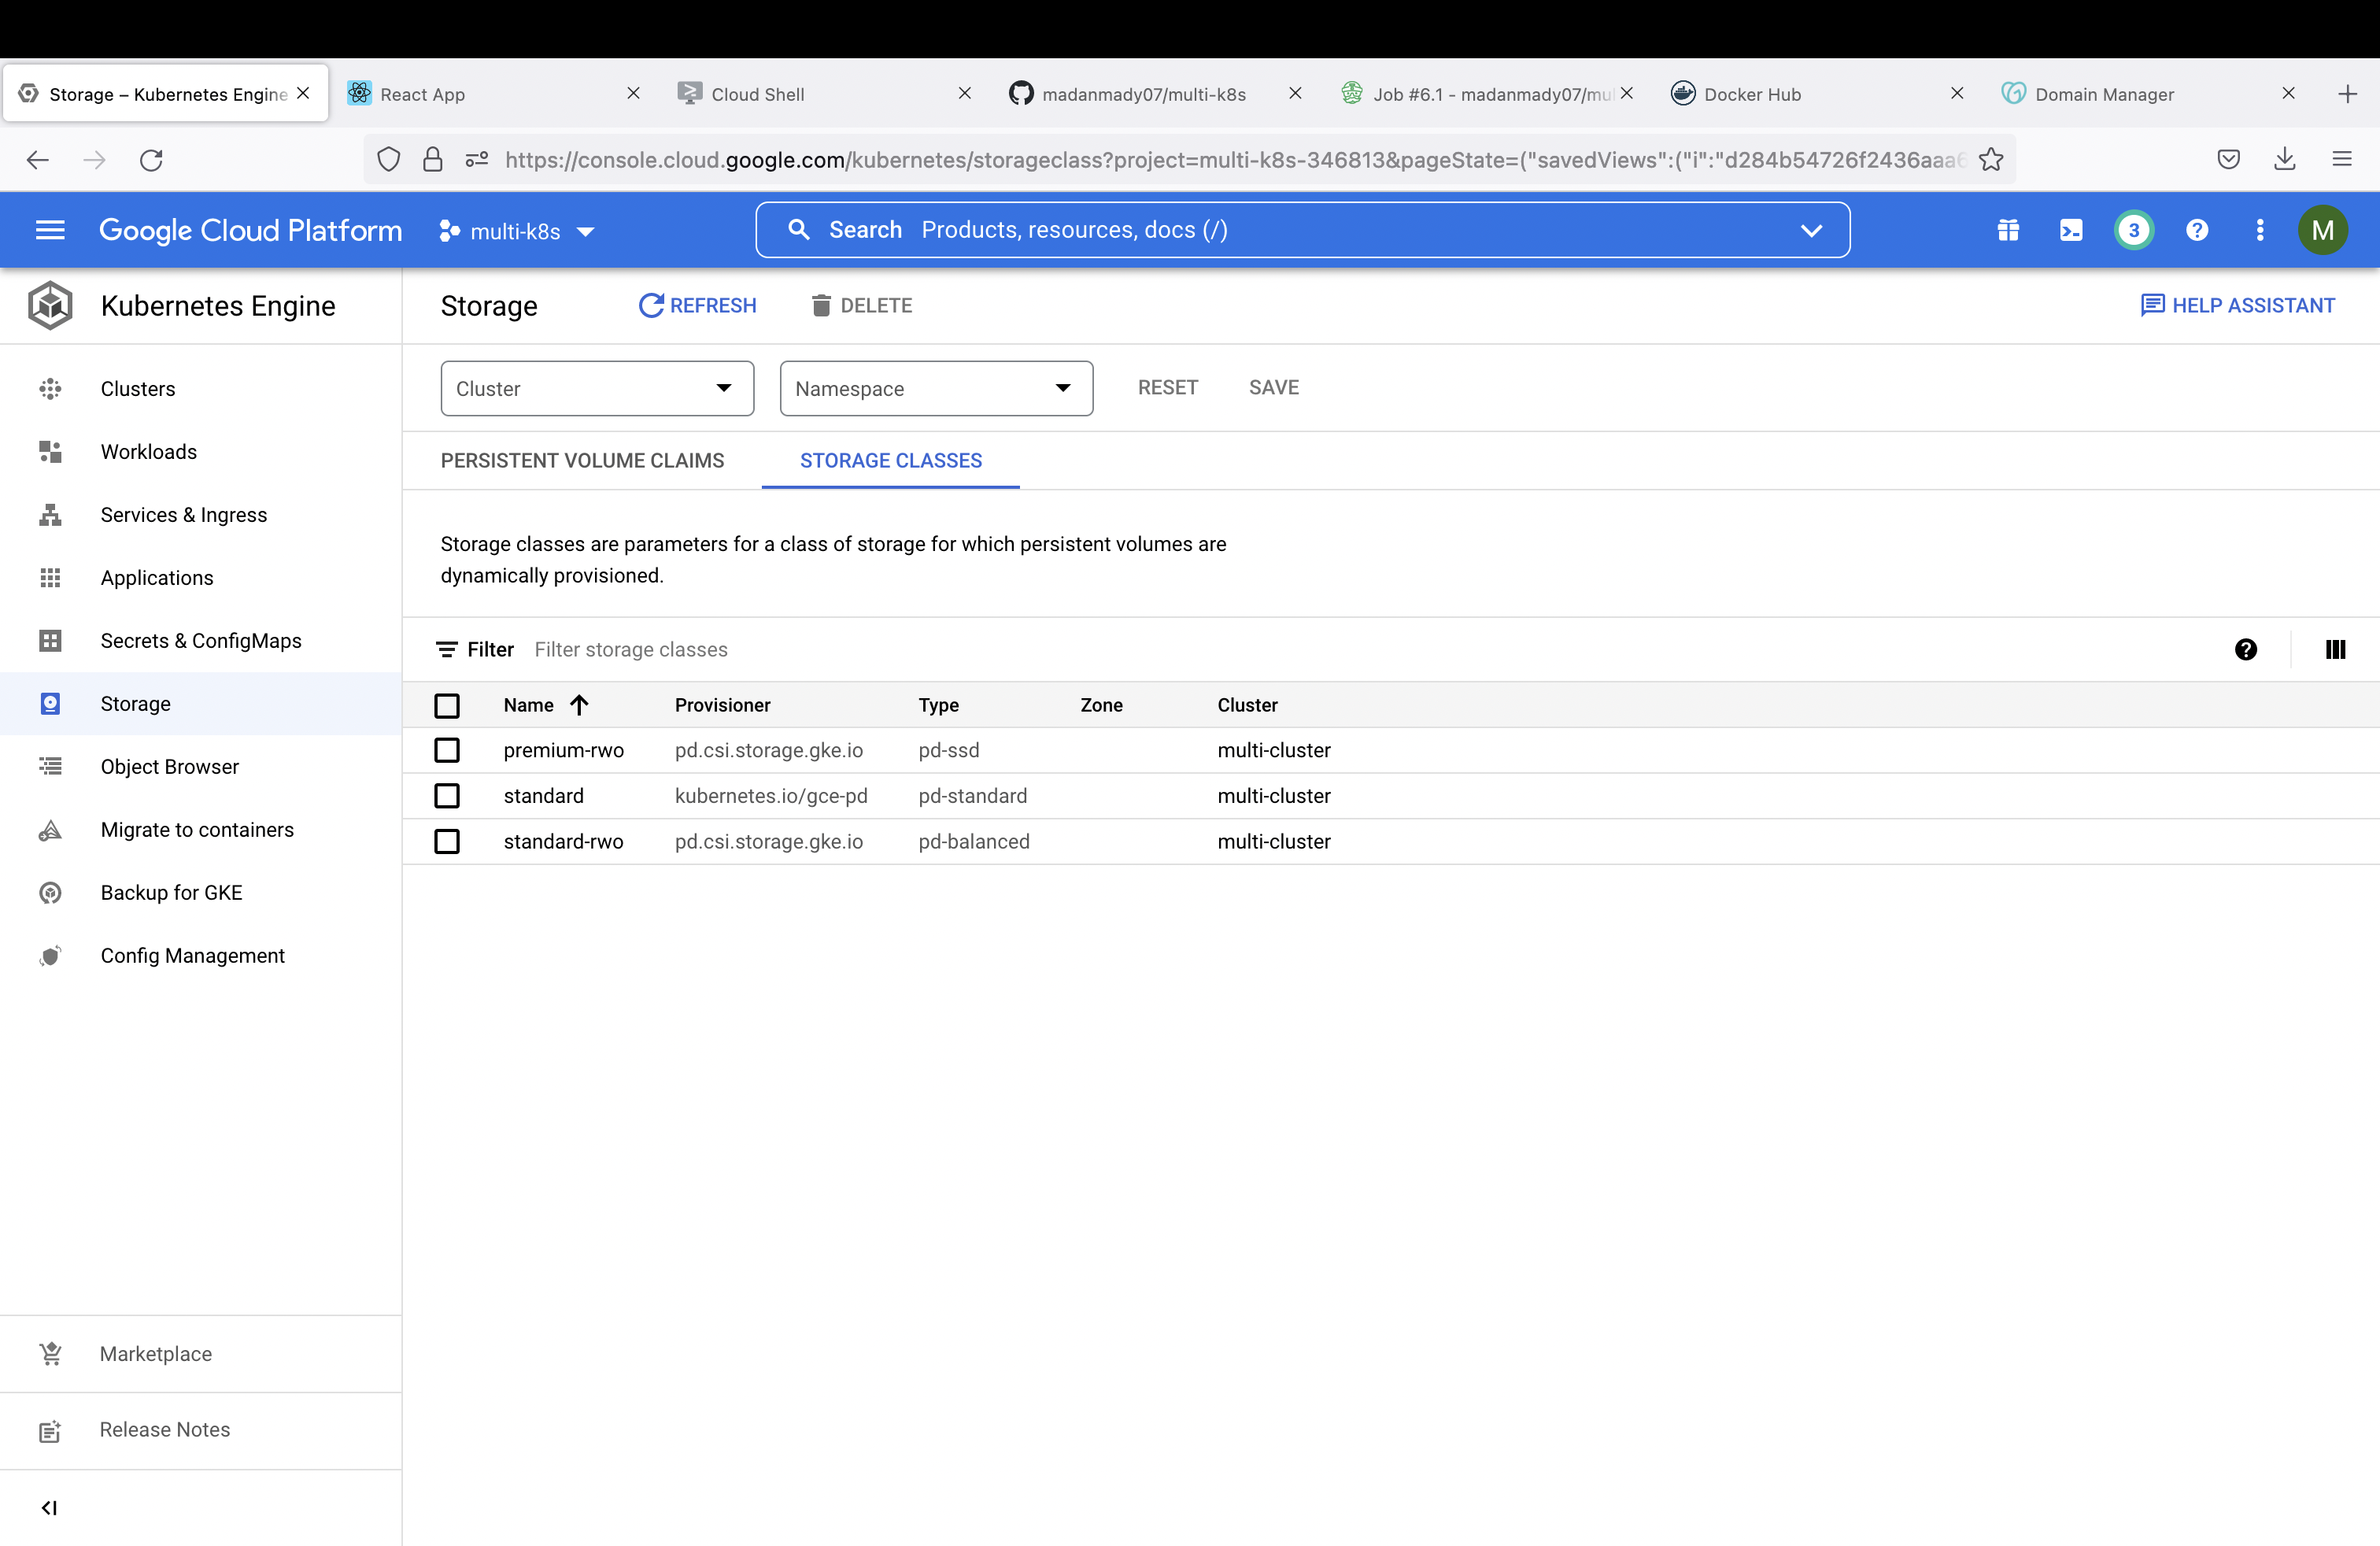 Storage – Kubernetes Engine
React App
Cloud Shell
madanmady07/multi-k8s
Job #6.1 - madanmady07/mul
Docker Hub
Domain Manager
https://console.cloud.google.com/kubernetes/storageclass?project=multi-k8s-346813&pageState=("savedViews":("i":"d284b54726f2436aaa6
Google Cloud Platform
multi-k8s
Search Products, resources, docs (/)
3
M
Kubernetes Engine
Storage
REFRESH
DELETE
HELP ASSISTANT
Clusters
Workloads
Services & Ingress
Applications
Secrets & ConfigMaps
Storage
Object Browser
Migrate to containers
Backup for GKE
Config Management
Marketplace
Release Notes
Cluster
Namespace
RESET
SAVE
PERSISTENT VOLUME CLAIMS
STORAGE CLASSES
Storage classes are parameters for a class of storage for which persistent volumes are
dynamically provisioned.
Filter Filter storage classes
Name Provisioner Type Zone Cluster
premium-rwo pd.csi.storage.gke.io pd-ssd multi-cluster
standard kubernetes.io/gce-pd pd-standard multi-cluster
standard-rwo pd.csi.storage.gke.io pd-balanced multi-cluster